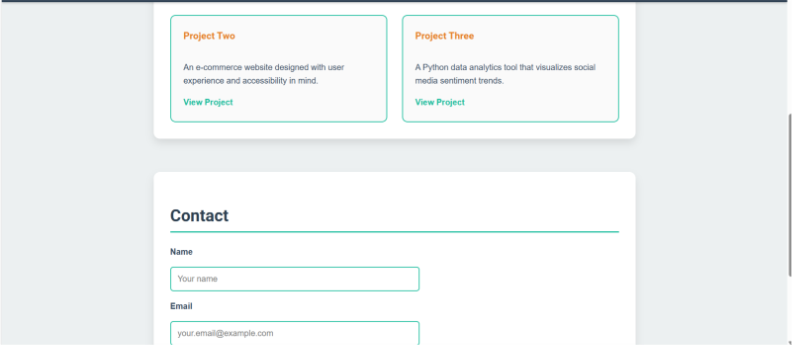 Project Two
An e-commerce website designed with user
experience and accessibility in mind.
View Project
Project Three
A Python data analytics tool that visualizes social
media sentiment trends.
View Project
Contact
Name
Your name
Email
your.email@example.com